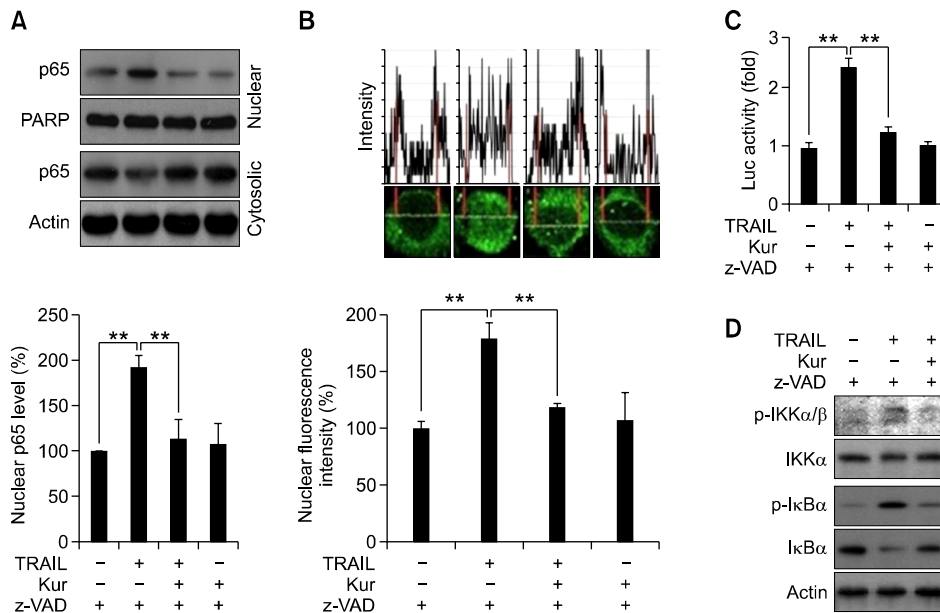 A
p65
PARP
p65
Actin
Nuclear
Cytosolic
Nuclear p65 level (%)
250
200
150
100
50
0
** **
TRAIL – + + –
Kur – – + +
z-VAD + + + +
B
Intensity
Nuclear fluorescence
intensity (%)
200
150
100
50
0
** **
TRAIL – + + –
Kur – – + +
z-VAD + + + +
C
Luc activity (fold)
3
2
1
0
** **
TRAIL – + + –
Kur – – + +
z-VAD + + + +
D
TRAIL – + +
Kur – – +
z-VAD + + +
p-IKKα/β
IKKα
p-IκBα
IκBα
Actin